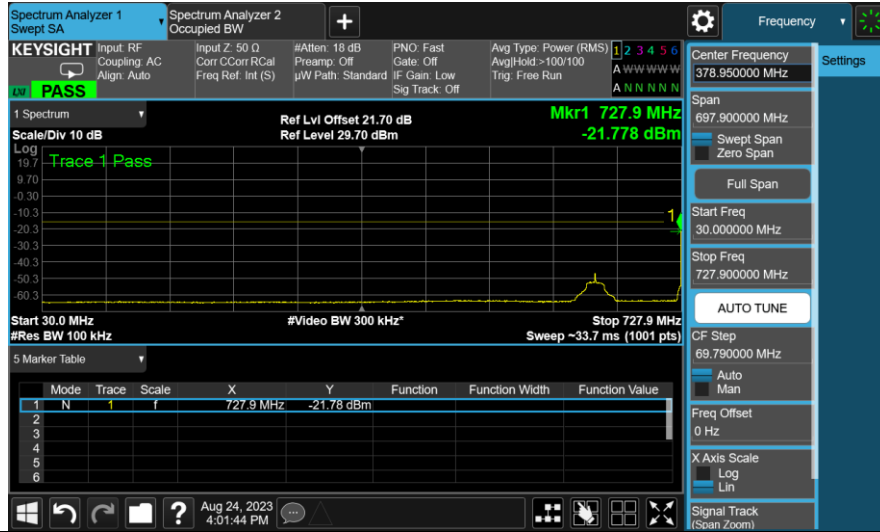 Spectrum Analyzer 1
Swept SA
Spectrum Analyzer 2
Occupied BW
Frequency
KEYSIGHT
Input: RF
Coupling: AC
Align: Auto
Input Z: 50 Ω
Corr CCorr RCal
Freq Ref: Int (S)
#Atten: 18 dB
Preamp: Off
µW Path: Standard
PNO: Fast
Gate: Off
IF Gain: Low
Sig Track: Off
Avg Type: Power (RMS)
Avg|Hold:>100/100
Trig: Free Run
1 2 3 4 5 6
A W W W W W
A N N N N N
LXI
PASS
1 Spectrum
Scale/Div 10 dB
Ref Lvl Offset 21.70 dB
Ref Level 29.70 dBm
Mkr1 727.9 MHz
-21.778 dBm
Log
Trace 1 Pass
19.7
9.70
-0.30
-10.3
-20.3
-30.3
-40.3
-50.3
-60.3
1
Start 30.0 MHz
#Res BW 100 kHz
#Video BW 300 kHz*
Stop 727.9 MHz
Sweep ~33.7 ms (1001 pts)
5 Marker Table
Mode Trace Scale X Y Function Function Width Function Value
1 N 1 f 727.9 MHz -21.78 dBm
2
3
4
5
6
Aug 24, 2023
4:01:44 PM
Center Frequency
378.950000 MHz
Settings
Span
697.900000 MHz
Swept Span
Zero Span
Full Span
Start Freq
30.000000 MHz
Stop Freq
727.900000 MHz
AUTO TUNE
CF Step
69.790000 MHz
Auto
Man
Freq Offset
0 Hz
X Axis Scale
Log
Lin
Signal Track
(Span Zoom)